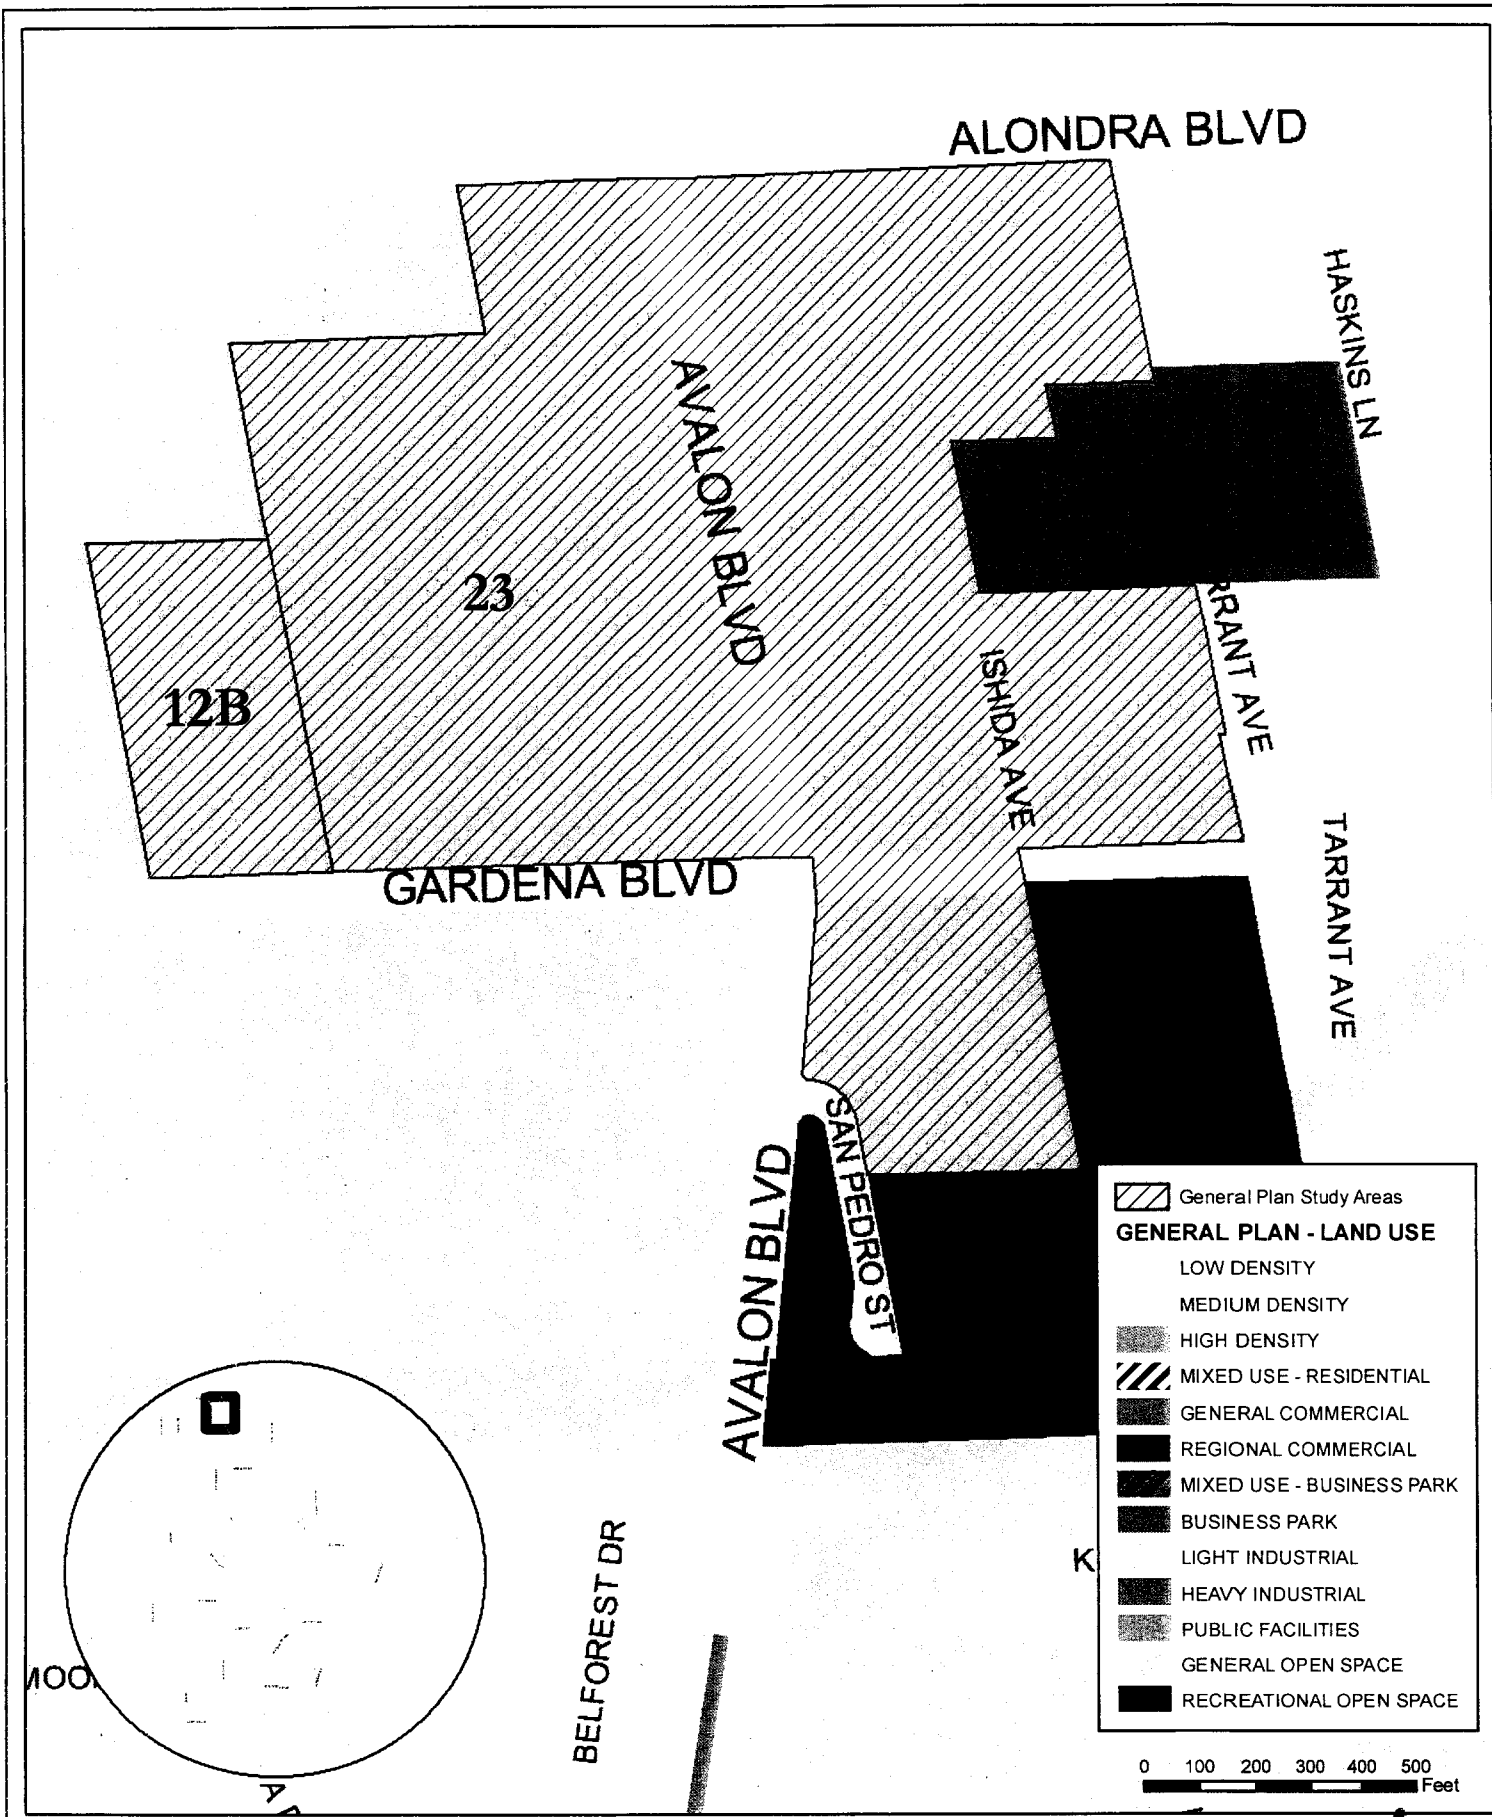 ALONDRA BLVD
HASKINS LN
AVALON BLVD
23
12B
ISHIDA AVE
RRANT AVE
GARDENA BLVD
TARRANT AVE
SAN PEDRO ST
AVALON BLVD
General Plan Study Areas
GENERAL PLAN - LAND USE
LOW DENSITY
MEDIUM DENSITY
HIGH DENSITY
MIXED USE - RESIDENTIAL
GENERAL COMMERCIAL
REGIONAL COMMERCIAL
MIXED USE - BUSINESS PARK
BUSINESS PARK
LIGHT INDUSTRIAL
HEAVY INDUSTRIAL
PUBLIC FACILITIES
GENERAL OPEN SPACE
RECREATIONAL OPEN SPACE
BELFOREST DR
K
0 100 200 300 400 500
Feet